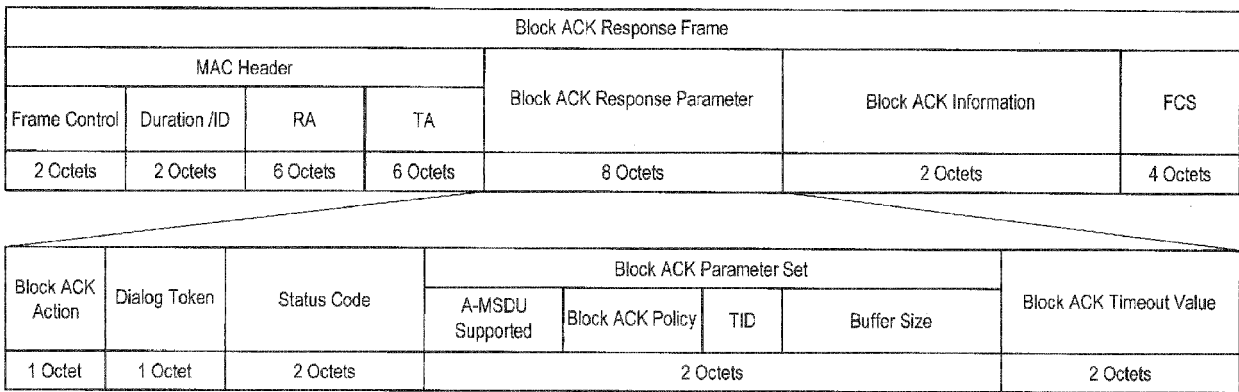 Block ACK Response Frame
MAC Header
Block ACK Response Parameter
Block ACK Information
FCS
Frame Control
Duration /ID
RA
TA
2 Octets
2 Octets
6 Octets
6 Octets
8 Octets
2 Octets
4 Octets
Block ACK
Action
Dialog Token
Status Code
Block ACK Parameter Set
Block ACK Timeout Value
A-MSDU
Supported
Block ACK Policy
TID
Buffer Size
1 Octet
1 Octet
2 Octets
2 Octets
2 Octets